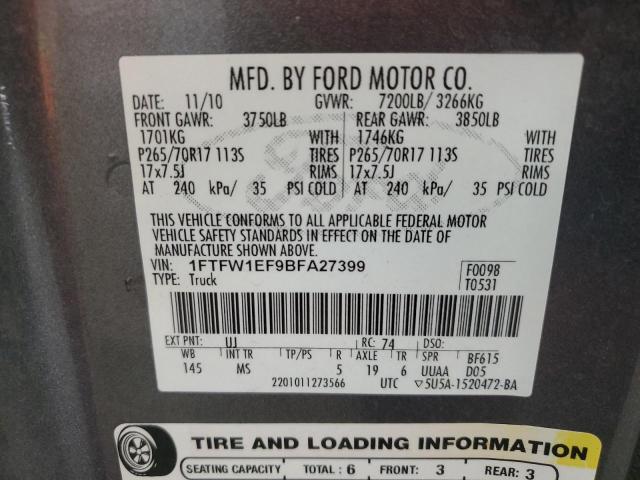 MFD. BY FORD MOTOR CO.
DATE: 11/10 GVWR: 7200LB/ 3266KG
FRONT GAWR: 3750LB REAR GAWR: 3850LB
1701KG WITH 1746KG WITH
P265/70R17 113S TIRES P265/70R17 113S TIRES
17x7.5J RIMS 17x7.5J RIMS
AT 240 kPa/ 35 PSI COLD AT 240 kPa/ 35 PSI COLD
THIS VEHICLE CONFORMS TO ALL APPLICABLE FEDERAL MOTOR
VEHICLE SAFETY STANDARDS IN EFFECT ON THE DATE OF
MANUFACTURE SHOWN ABOVE.
VIN: 1FTFW1EF9BFA27399 F0098
TYPE: Truck T0531
EXT PNT: UJ RC: 74 DSO:
WB INT TR TP/PS R AXLE TR SPR BF615
145 MS 5 19 6 UUAA D05
2201011273566 UTC ▽5U5A-1520472-BA
TIRE AND LOADING INFORMATION
SEATING CAPACITY TOTAL: 6 FRONT: 3 REAR: 3